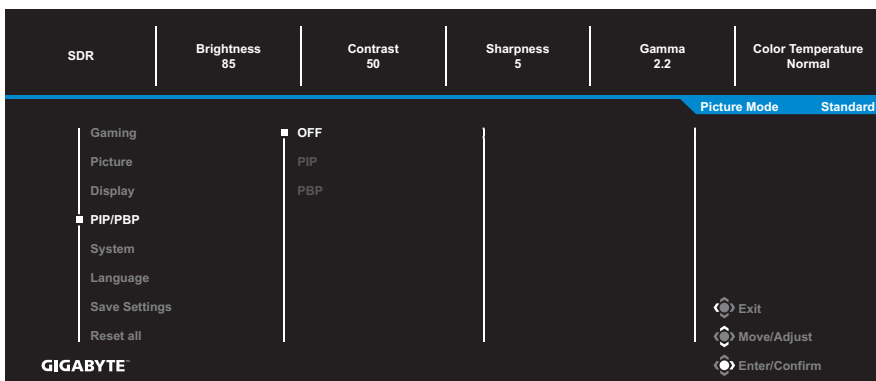 SDR
Brightness
85
Contrast
50
Sharpness
5
Gamma
2.2
Color Temperature
Normal
Picture Mode Standard
Gaming
Picture
Display
PIP/PBP
System
Language
Save Settings
Reset all
OFF
PIP
PBP
Exit
Move/Adjust
Enter/Confirm
GIGABYTE™